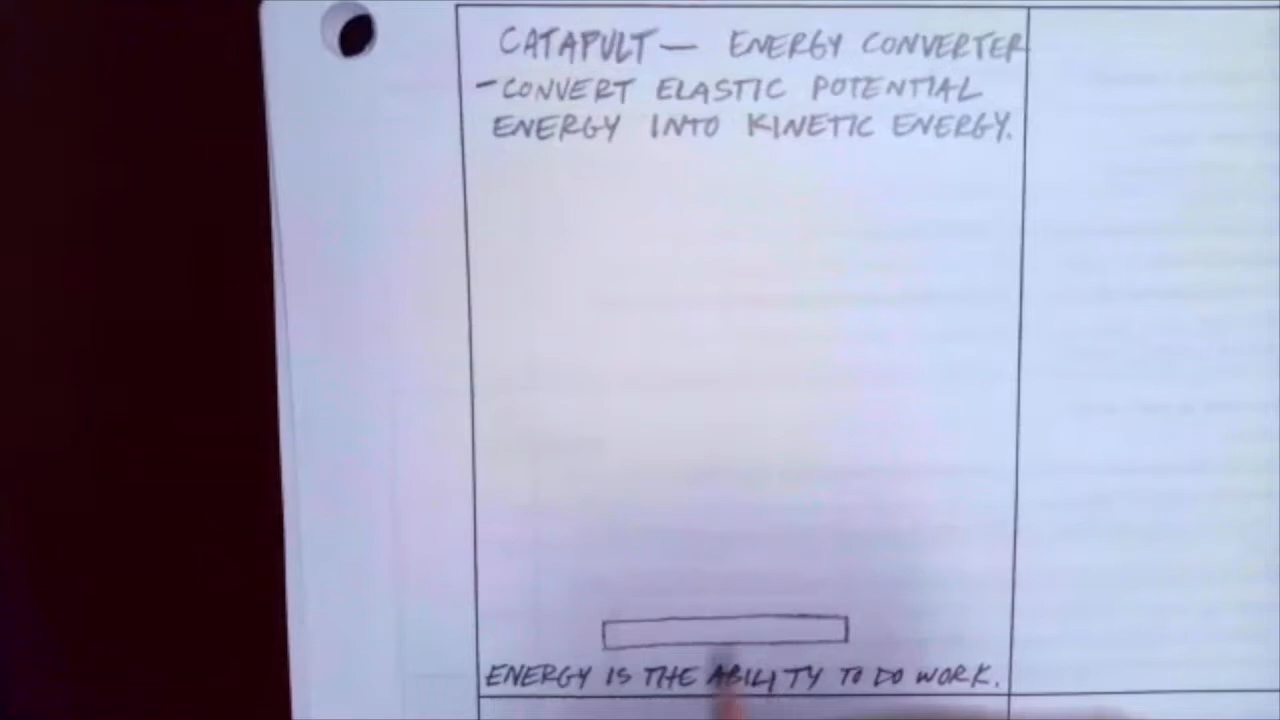 CATAPULT — ENERGY CONVERTER
-CONVERT ELASTIC POTENTIAL
ENERGY INTO KINETIC ENERGY.
ENERGY IS THE ABILITY TO DO WORK.